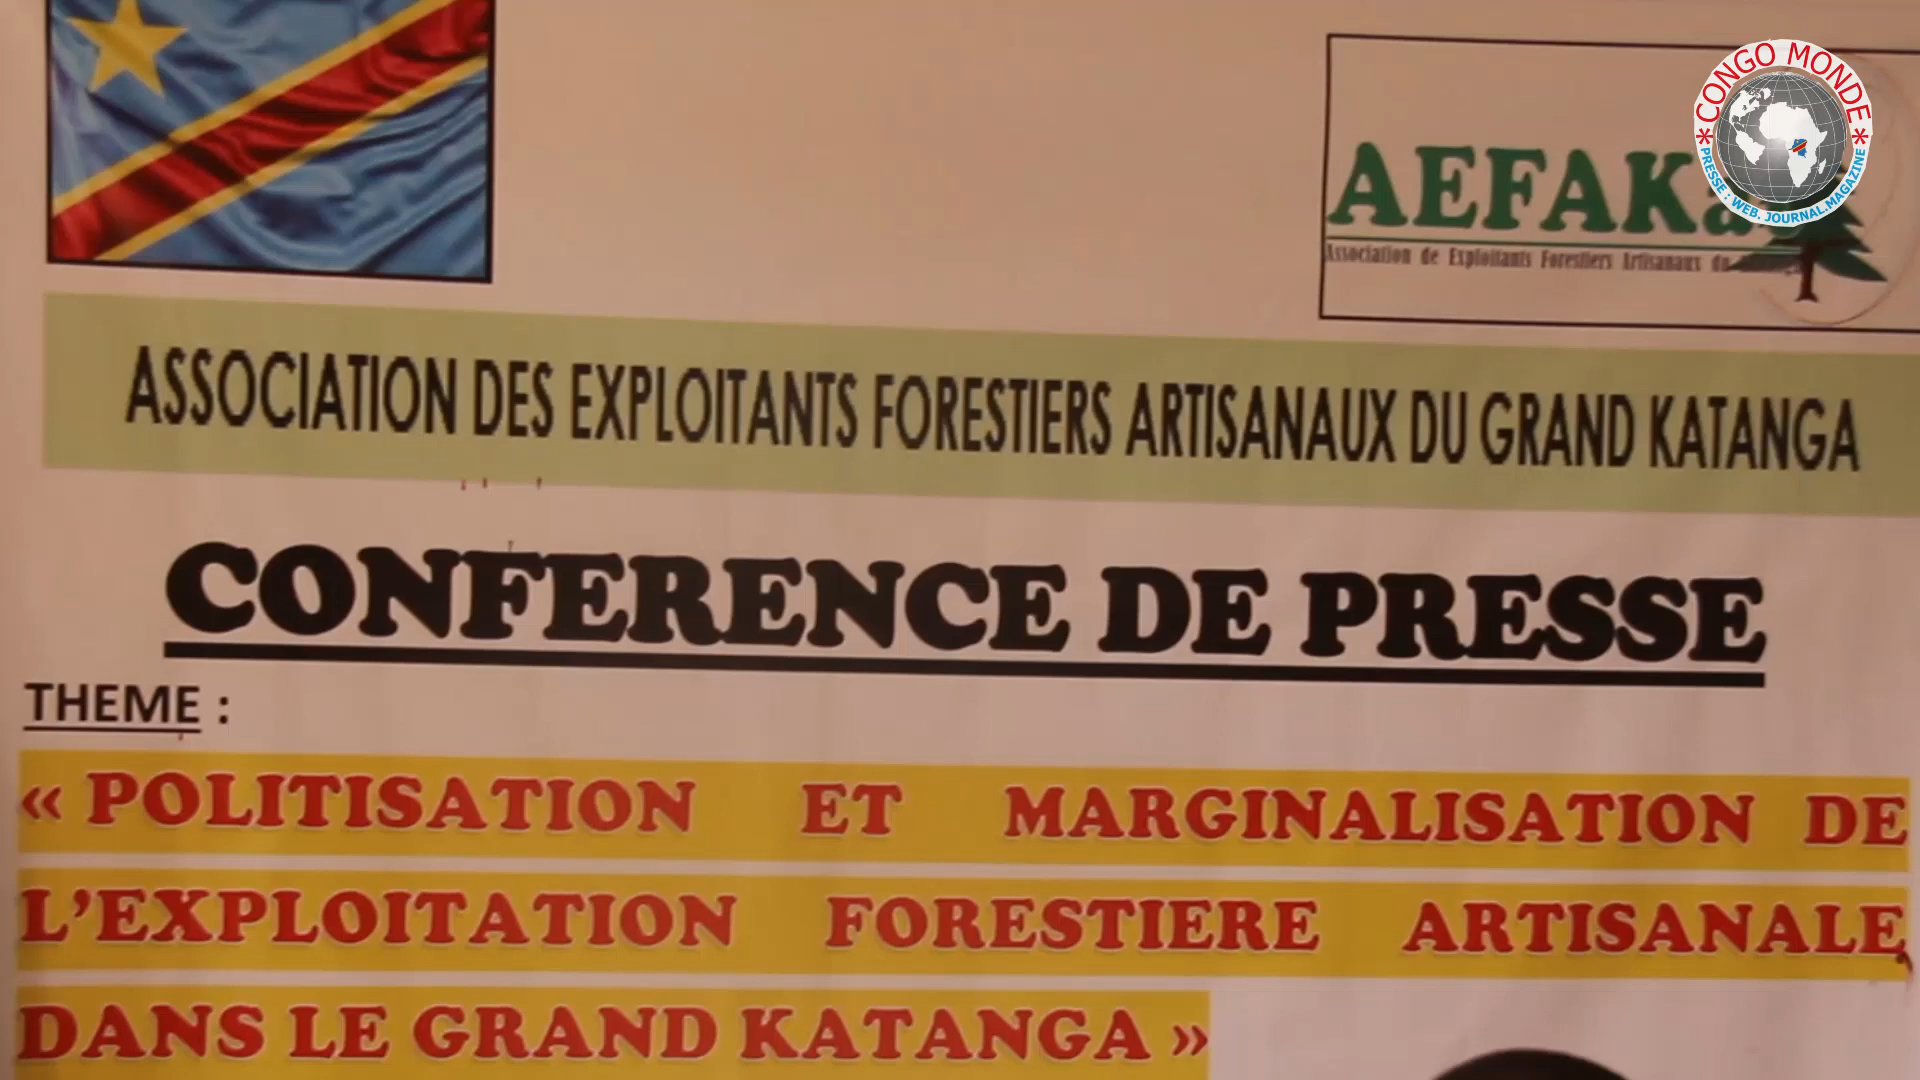 CONGO MONDE
PRESSE : WEB. JOURNAL.MAGAZINE
AEFAKa
Association de Exploitants Forestiers Artisanaux du
ASSOCIATION DES EXPLOITANTS FORESTIERS ARTISANAUX DU GRAND KATANGA
CONFERENCE DE PRESSE
THEME :
« POLITISATION ET MARGINALISATION DE
L'EXPLOITATION FORESTIERE ARTISANALE
DANS LE GRAND KATANGA »